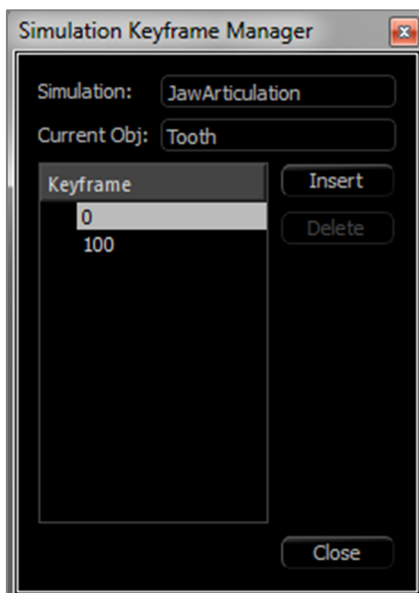 Simulation Keyframe Manager
Simulation: JawArticulation
Current Obj: Tooth
Keyframe
Insert
0
Delete
100
Close